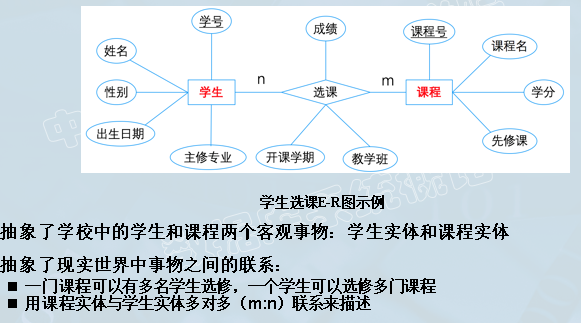 学号
成绩
课程号
姓名
课程名
性别
学生
n
选课
m
课程
学分
出生日期
先修课
主修专业
开课学期
教学班
学生选课E-R图示例
抽象了学校中的学生和课程两个客观事物：学生实体和课程实体
抽象了现实世界中事物之间的联系：
■ 一门课程可以有多名学生选修，一个学生可以选修多门课程
■ 用课程实体与学生实体多对多（m:n）联系来描述